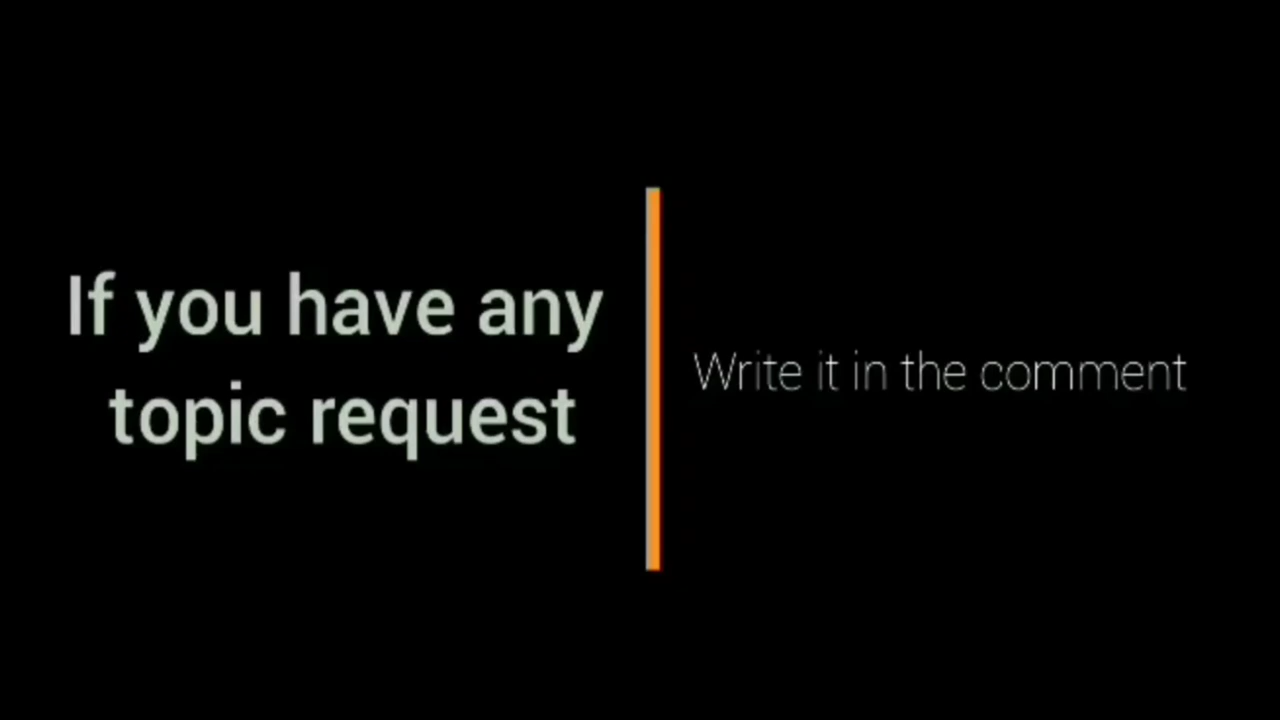 If you have any
topic request
Write it in the comment